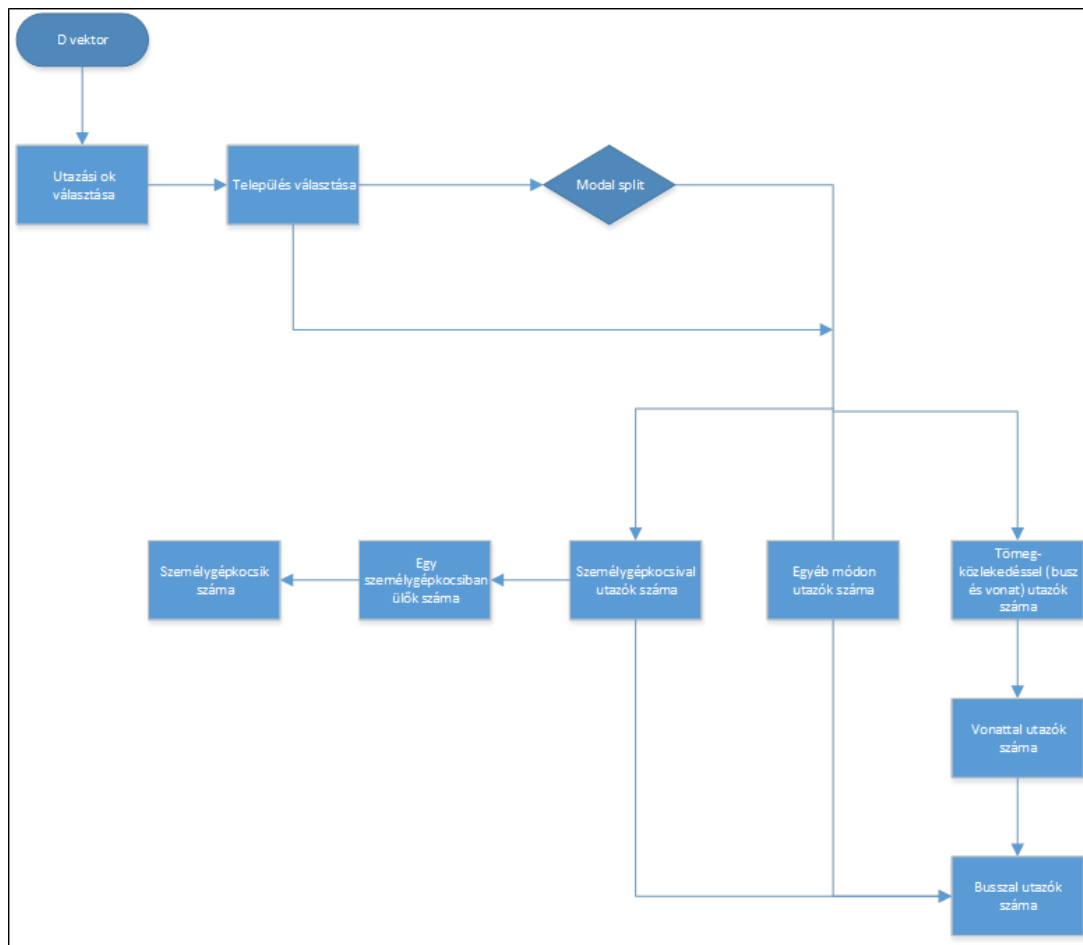 D vektor
Utazási ok
választása
Település választása
Modal split
Személygépkocsik
száma
Egy
személygépkocsiban
ülők száma
Személygépkocsival
utazók száma
Egyéb módon
utazók száma
Tömeg-
közlekedéssel (busz
és vonat) utazók
száma
Vonattal utazók
száma
Busszal utazók
száma